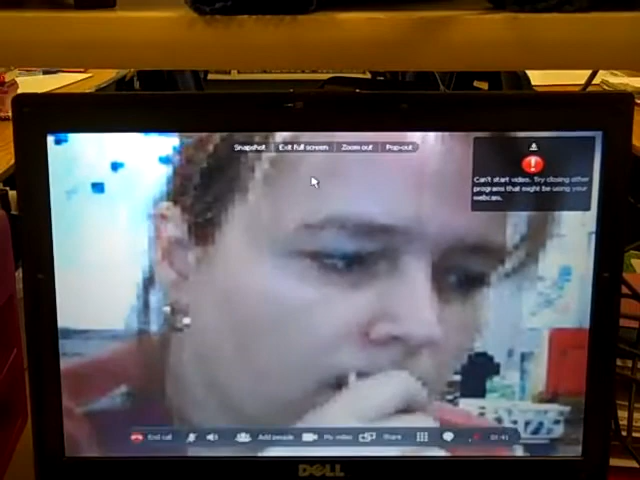 Snapshot Exit full screen Zoom out Pop-out
Can't start video. Try closing other
programs that might be using your
webcam.
End call Add people My video Share
DELL